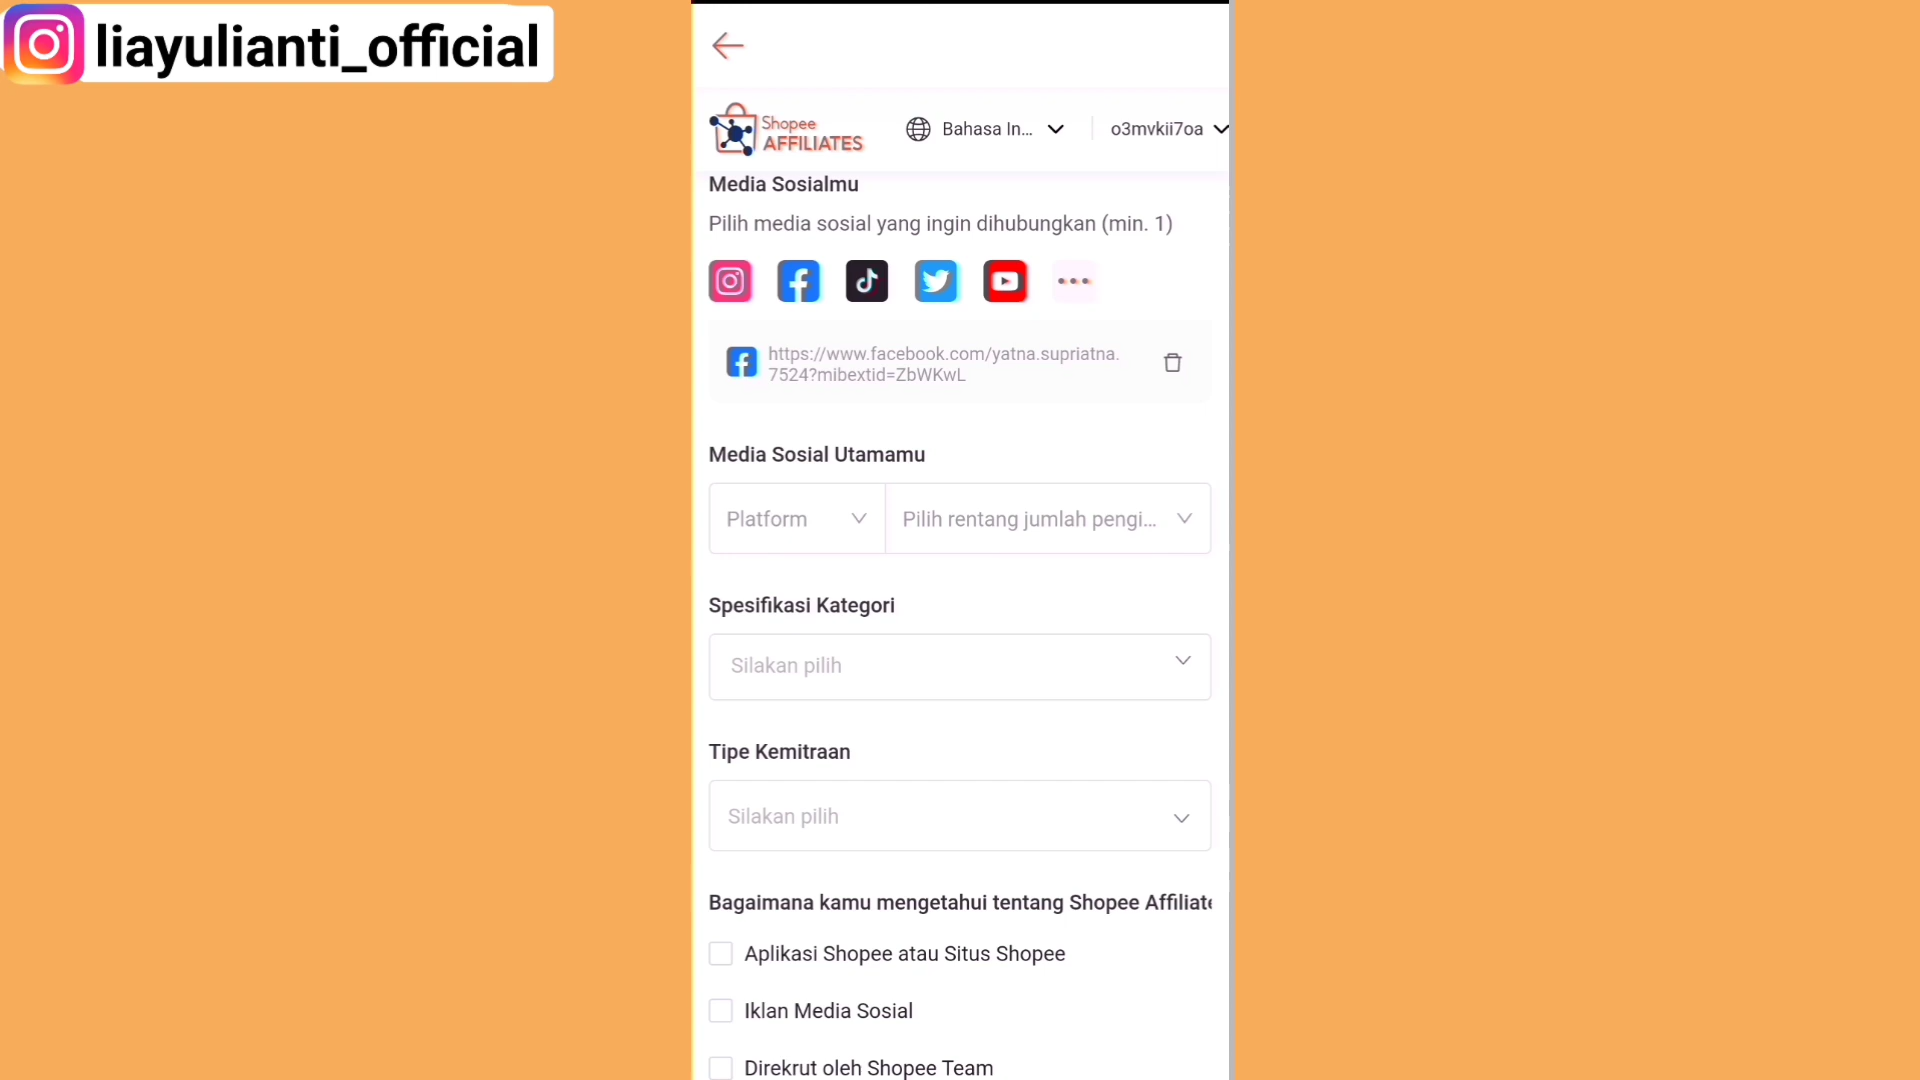 liayulianti_official
Shopee
AFFILIATES
Bahasa In...
o3mvkii7oa
Media Sosialmu
Pilih media sosial yang ingin dihubungkan (min. 1)
https://www.facebook.com/yatna.supriatna.
7524?mibextid=ZbWKwL
Media Sosial Utamamu
Platform
Pilih rentang jumlah pengi...
Spesifikasi Kategori
Silakan pilih
Tipe Kemitraan
Silakan pilih
Bagaimana kamu mengetahui tentang Shopee Affiliate
Aplikasi Shopee atau Situs Shopee
Iklan Media Sosial
Direkrut oleh Shopee Team